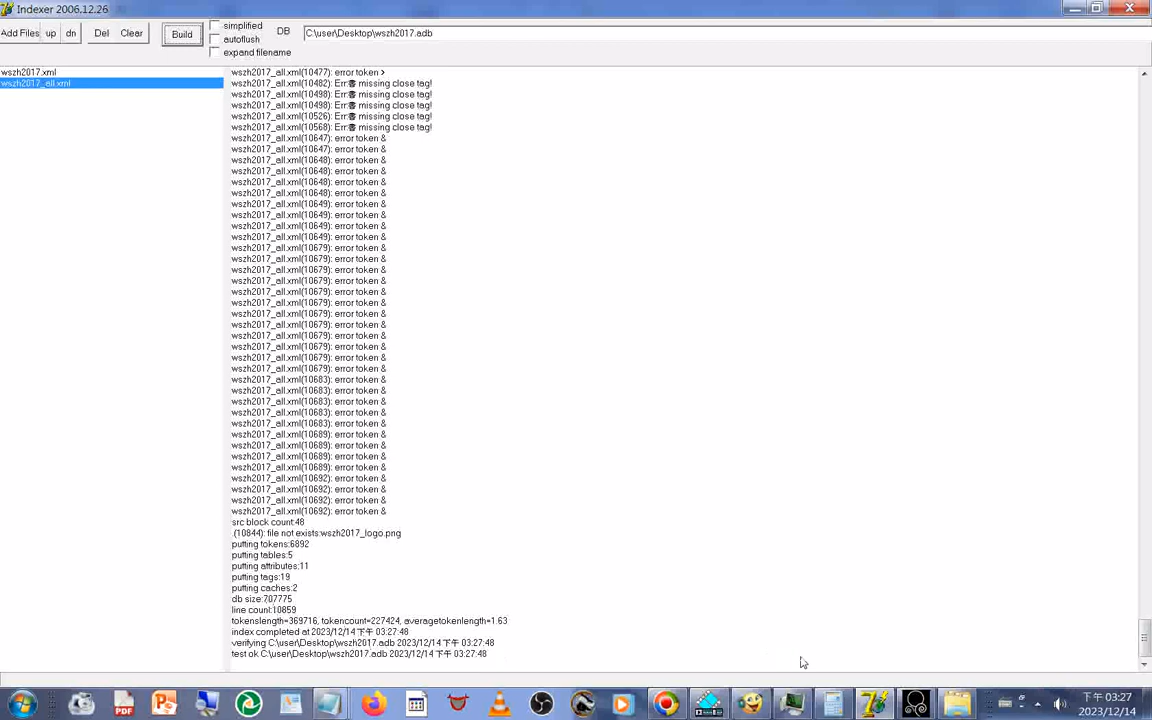 Indexer 2006.12.26
Add Files up dn Del Clear Build simplified DB C:\user\Desktop\wszh2017.adb
autoflush
expand filename
wszh2017.xml
wszh2017_all.xml
wszh2017_all.xml(10477): error token >
wszh2017_all.xml(10482): Err:書 missing close tag!
wszh2017_all.xml(10498): Err:書 missing close tag!
wszh2017_all.xml(10498): Err:書 missing close tag!
wszh2017_all.xml(10526): Err:書 missing close tag!
wszh2017_all.xml(10568): Err:書 missing close tag!
wszh2017_all.xml(10647): error token &
wszh2017_all.xml(10647): error token &
wszh2017_all.xml(10648): error token &
wszh2017_all.xml(10648): error token &
wszh2017_all.xml(10648): error token &
wszh2017_all.xml(10648): error token &
wszh2017_all.xml(10649): error token &
wszh2017_all.xml(10649): error token &
wszh2017_all.xml(10649): error token &
wszh2017_all.xml(10649): error token &
wszh2017_all.xml(10679): error token &
wszh2017_all.xml(10679): error token &
wszh2017_all.xml(10679): error token &
wszh2017_all.xml(10679): error token &
wszh2017_all.xml(10679): error token &
wszh2017_all.xml(10679): error token &
wszh2017_all.xml(10679): error token &
wszh2017_all.xml(10679): error token &
wszh2017_all.xml(10679): error token &
wszh2017_all.xml(10679): error token &
wszh2017_all.xml(10679): error token &
wszh2017_all.xml(10679): error token &
wszh2017_all.xml(10683): error token &
wszh2017_all.xml(10683): error token &
wszh2017_all.xml(10683): error token &
wszh2017_all.xml(10683): error token &
wszh2017_all.xml(10683): error token &
wszh2017_all.xml(10689): error token &
wszh2017_all.xml(10689): error token &
wszh2017_all.xml(10689): error token &
wszh2017_all.xml(10689): error token &
wszh2017_all.xml(10692): error token &
wszh2017_all.xml(10692): error token &
wszh2017_all.xml(10692): error token &
wszh2017_all.xml(10692): error token &
src block count:48
.(10844): file not exists:wszh2017_logo.png
putting tokens:6892
putting tables:5
putting attributes:11
putting tags:19
putting caches:2
db size:707775
line count:10859
tokenslength=369716, tokencount=227424, averagetokenlength=1.63
index completed at 2023/12/14 下午 03:27:48
verifying C:\user\Desktop\wszh2017.adb 2023/12/14 下午 03:27:48
test ok C:\user\Desktop\wszh2017.adb 2023/12/14 下午 03:27:48
下午 03:27
2023/12/14